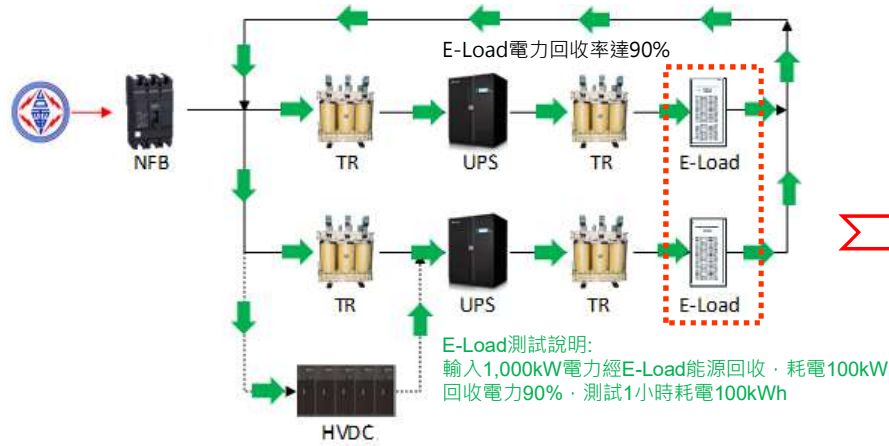 E-Load電力回收率達90%
NFB
TR
UPS
TR
E-Load
TR
UPS
TR
E-Load
E-Load測試說明:
輸入1,000kW電力經E-Load能源回收，耗電100kW
回收電力90%，測試1小時耗電100kWh
HVDC